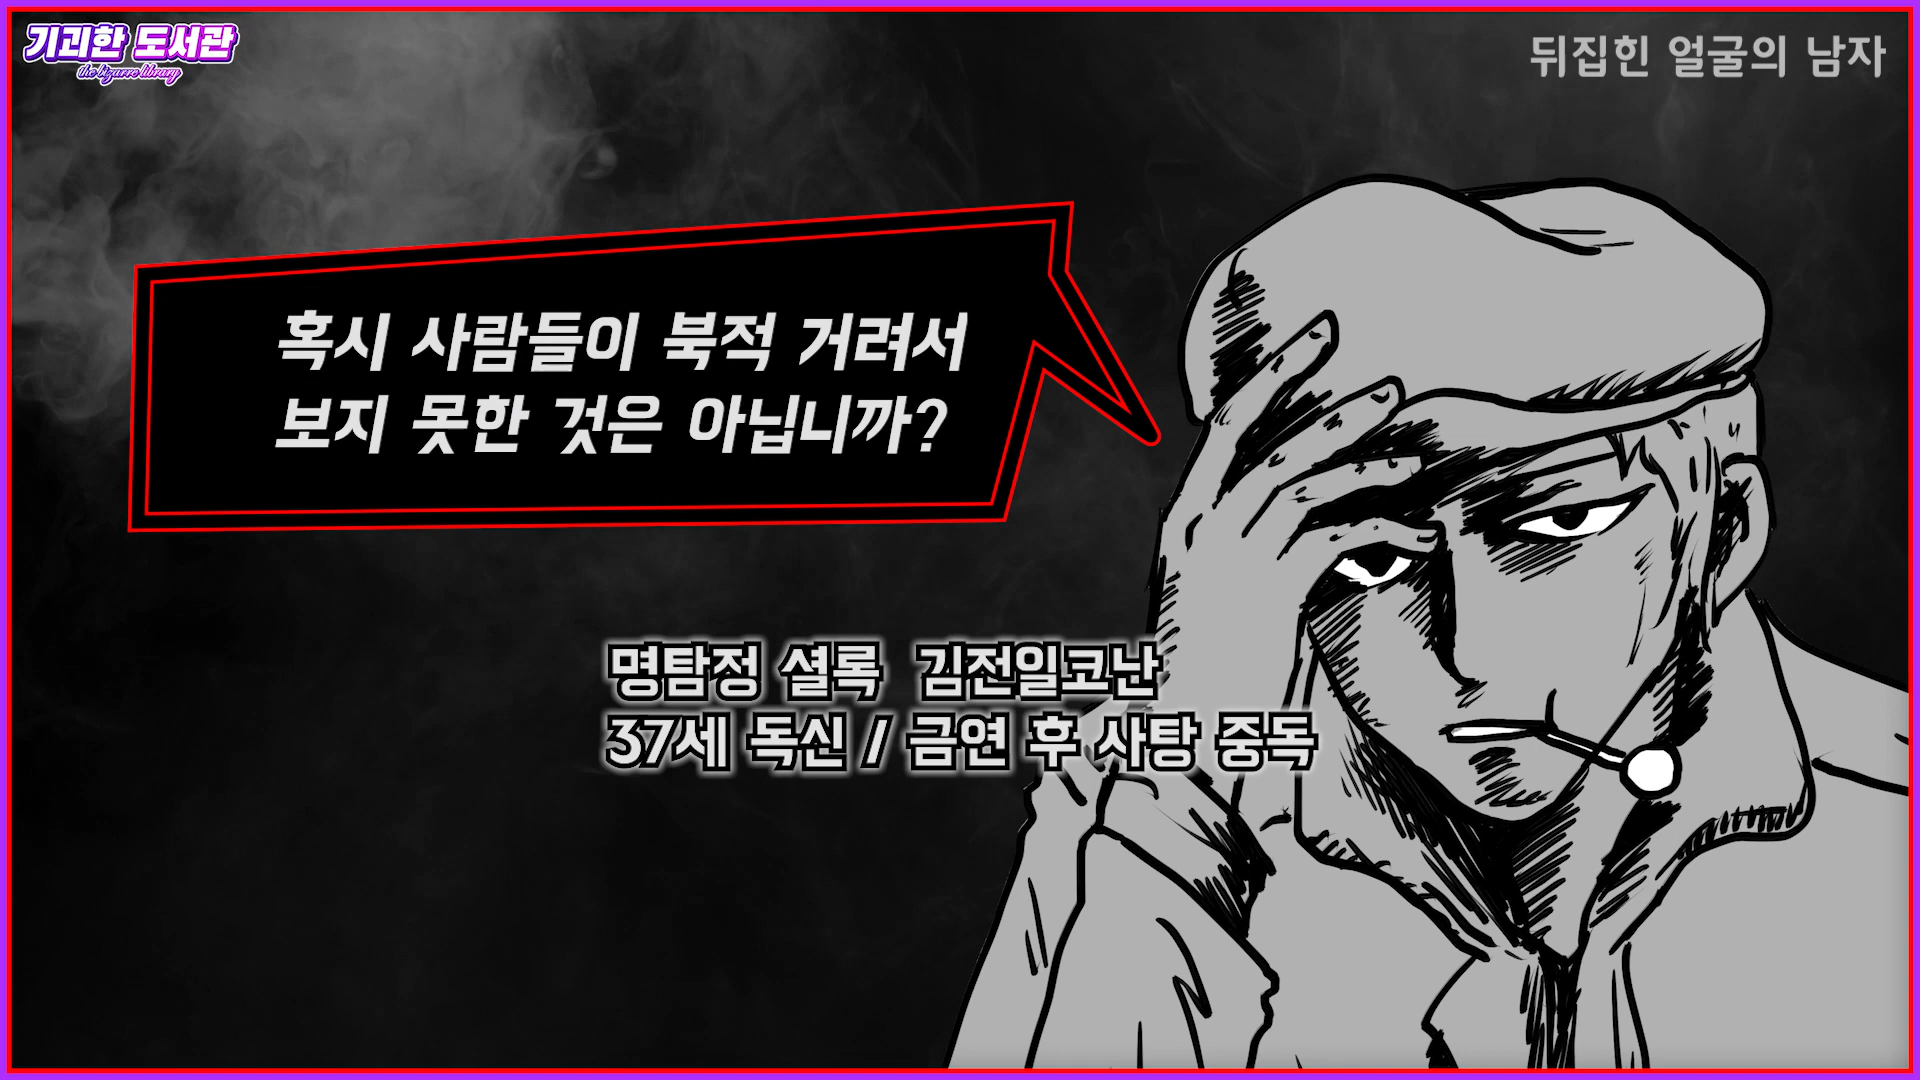 기괴한 도서관
the bizarre library
뒤집힌 얼굴의 남자
혹시 사람들이 북적 거려서
보지 못한 것은 아닙니까?
명탐정 셜록 김전일코난
37세 독신 / 금연 후 사탕 중독